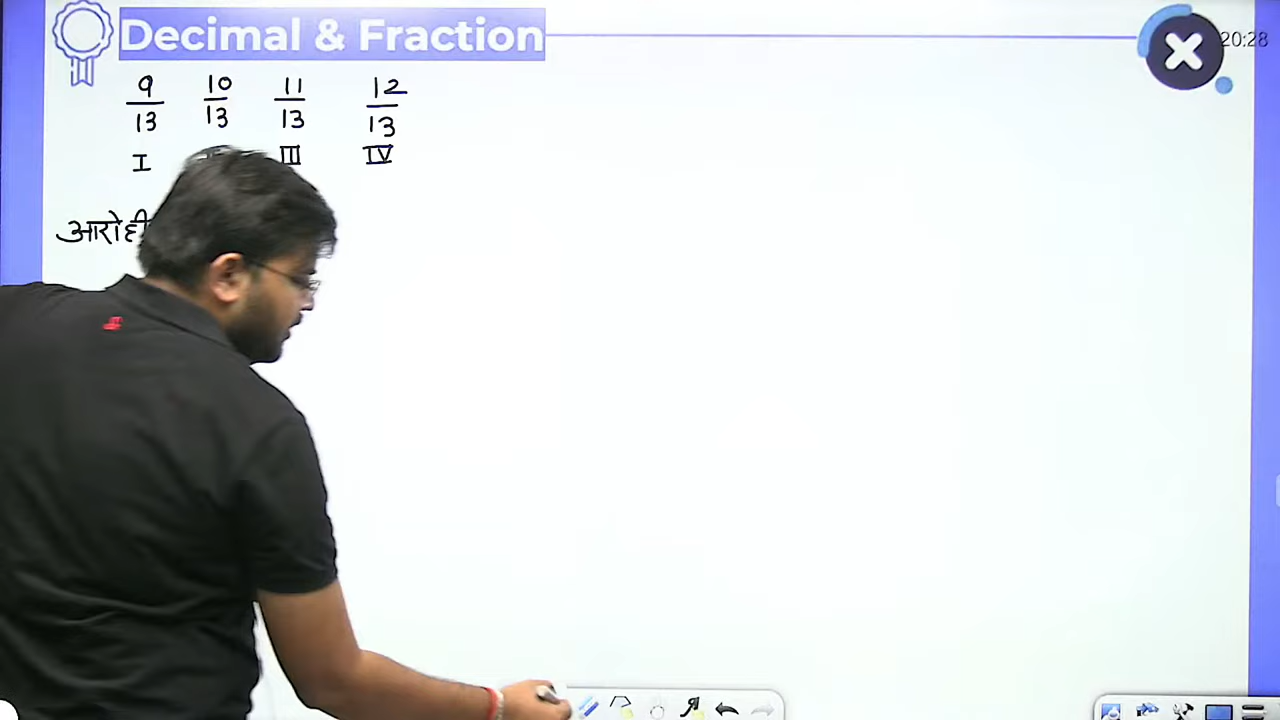 Decimal & Fraction
20:28
9/13 10/13 11/13 12/13
I III IV
आरोही